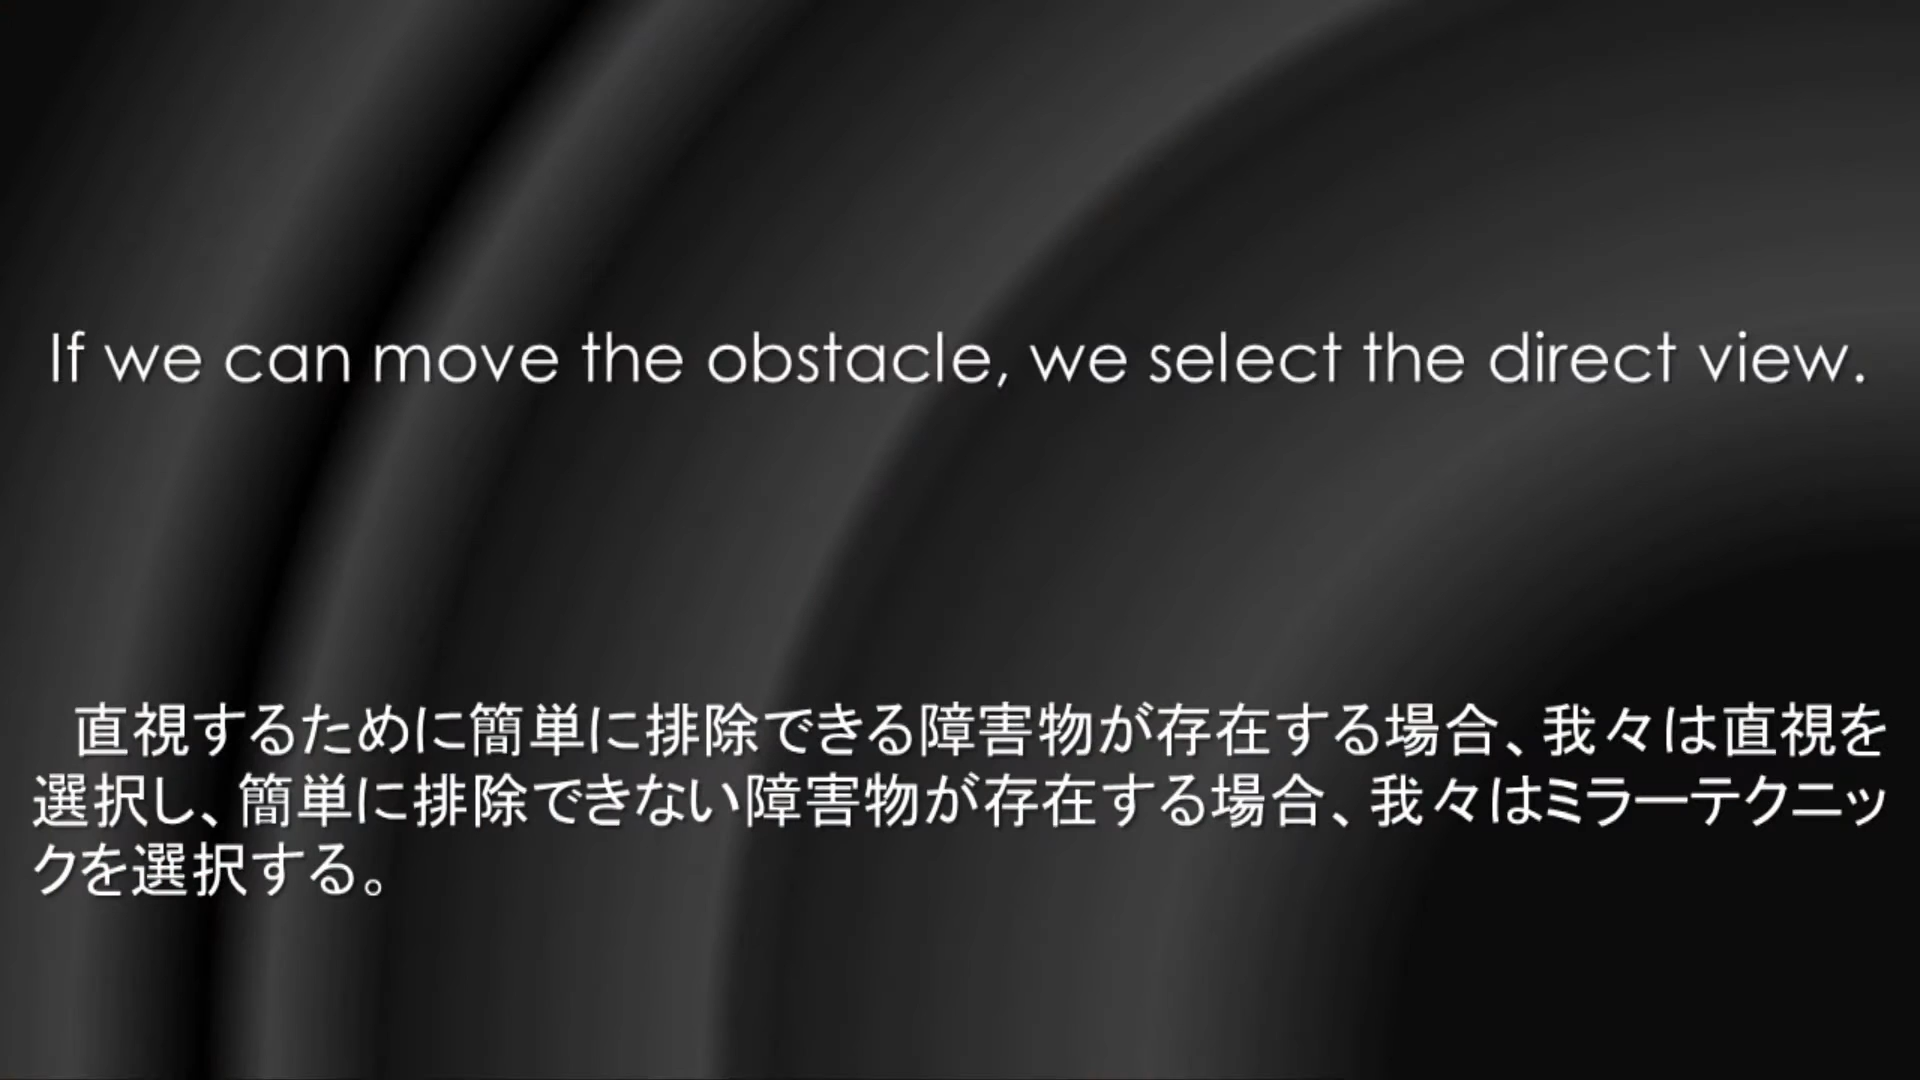 If we can move the obstacle, we select the direct view.
直視するために簡単に排除できる障害物が存在する場合、我々は直視を
選択し、簡単に排除できない障害物が存在する場合、我々はミラーテクニッ
クを選択する。